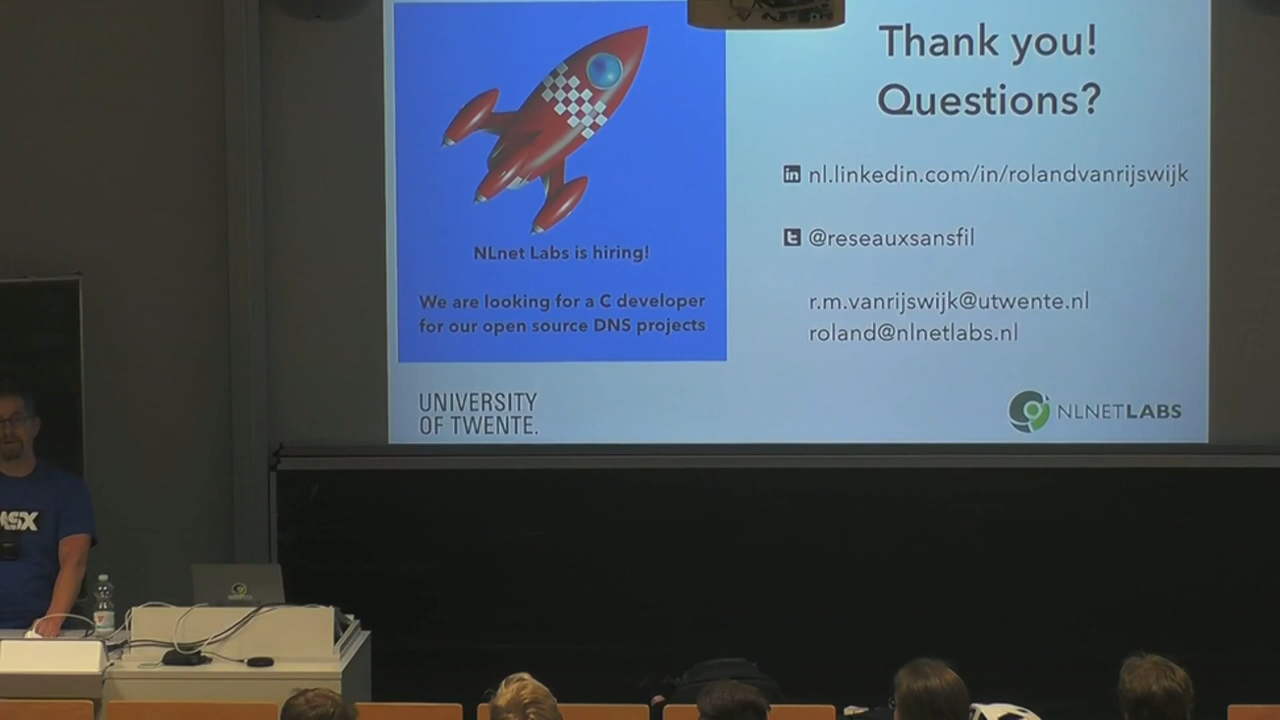 Thank you!
Questions?
nl.linkedin.com/in/rolandvanrijswijk
@reseauxsansfil
r.m.vanrijswijk@utwente.nl
roland@nlnetlabs.nl
NLnet Labs is hiring!
We are looking for a C developer
for our open source DNS projects
UNIVERSITY
OF TWENTE.
NLNETLABS
MSX